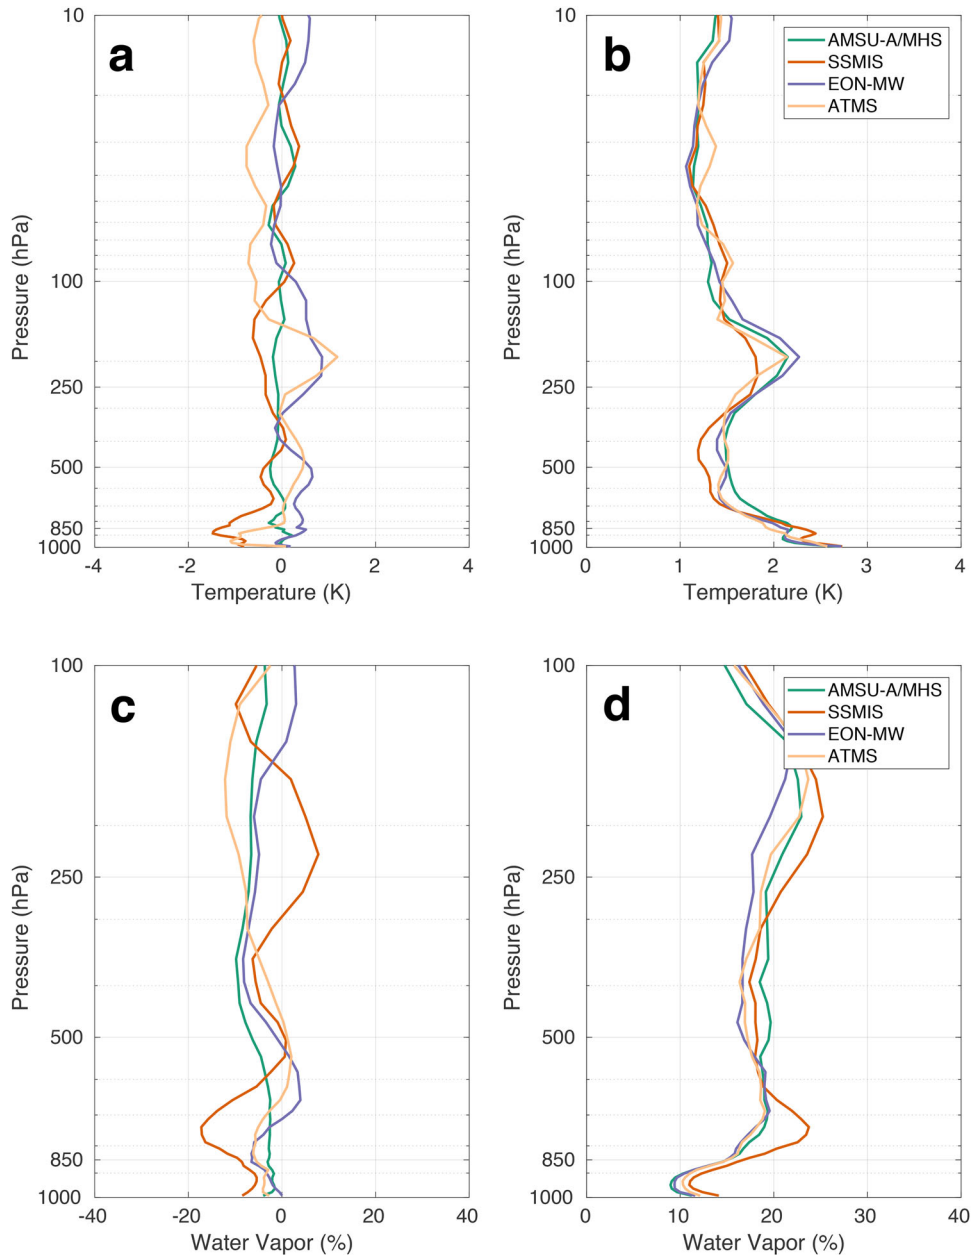 a
10
100
250
500
850
1000
Pressure (hPa)
-4
-2
0
2
4
Temperature (K)
b
AMSU-A/MHS
SSMIS
EON-MW
ATMS
10
100
250
500
850
1000
Pressure (hPa)
0
1
2
3
4
Temperature (K)
c
100
250
500
850
1000
Pressure (hPa)
-40
-20
0
20
40
Water Vapor (%)
d
AMSU-A/MHS
SSMIS
EON-MW
ATMS
100
250
500
850
1000
Pressure (hPa)
0
10
20
30
40
Water Vapor (%)